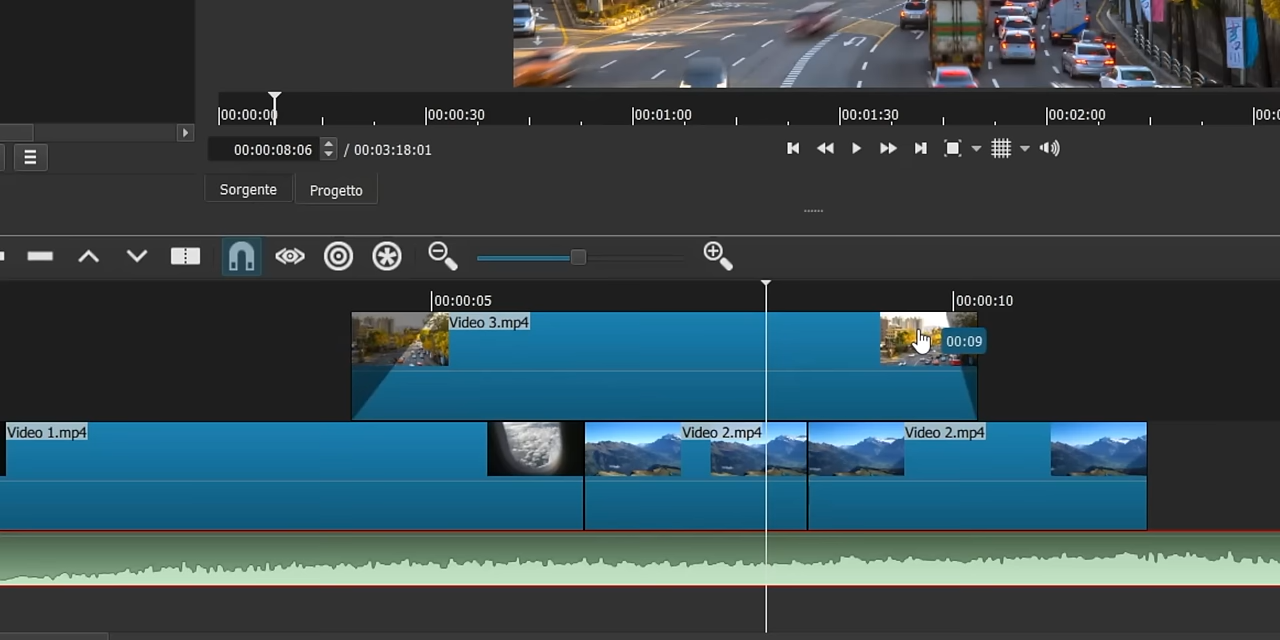 00:00:00 00:00:30 00:01:00 00:01:30 00:02:00
00:00:08:06 / 00:03:18:01
Sorgente Progetto
00:00:05 00:00:10
Video 3.mp4
00:09
Video 1.mp4 Video 2.mp4 Video 2.mp4